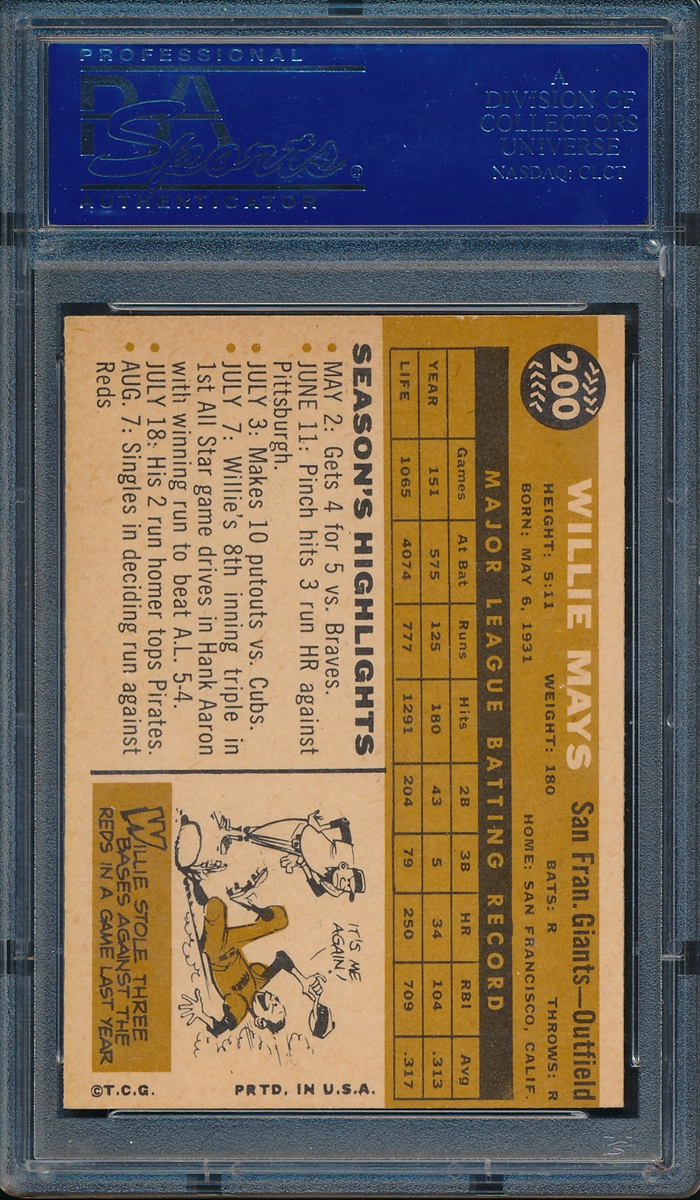 PROFESSIONAL
PSA
Sports®
AUTHENTICATOR
A
DIVISION OF
COLLECTORS
UNIVERSE
NASDAQ: CLCT
200
WILLIE MAYS San Fran. Giants—Outfield
HEIGHT: 5:11 WEIGHT: 180 BATS: R THROWS: R
BORN: MAY 6, 1931 HOME: SAN FRANCISCO, CALIF.
MAJOR LEAGUE BATTING RECORD
Games At Bat Runs Hits 2B 3B HR RBI Avg
YEAR 151 575 125 180 43 5 34 104 .313
LIFE 1065 4074 777 1291 204 79 250 709 .317
SEASON'S HIGHLIGHTS
• MAY 2: Gets 4 for 5 vs. Braves.
• JUNE 11: Pinch hits 3 run HR against
Pittsburgh.
• JULY 3: Makes 10 putouts vs. Cubs.
• JULY 7: Willie's 8th inning triple in
1st All Star game drives in Hank Aaron
with winning run to beat A.L. 5-4.
• JULY 18: His 2 run homer tops Pirates.
• AUG. 7: Singles in deciding run against
Reds
IT'S ME
AGAIN!
WILLIE STOLE THREE
BASES AGAINST THE
REDS IN A GAME LAST YEAR
©T.C.G. PRTD. IN U.S.A.